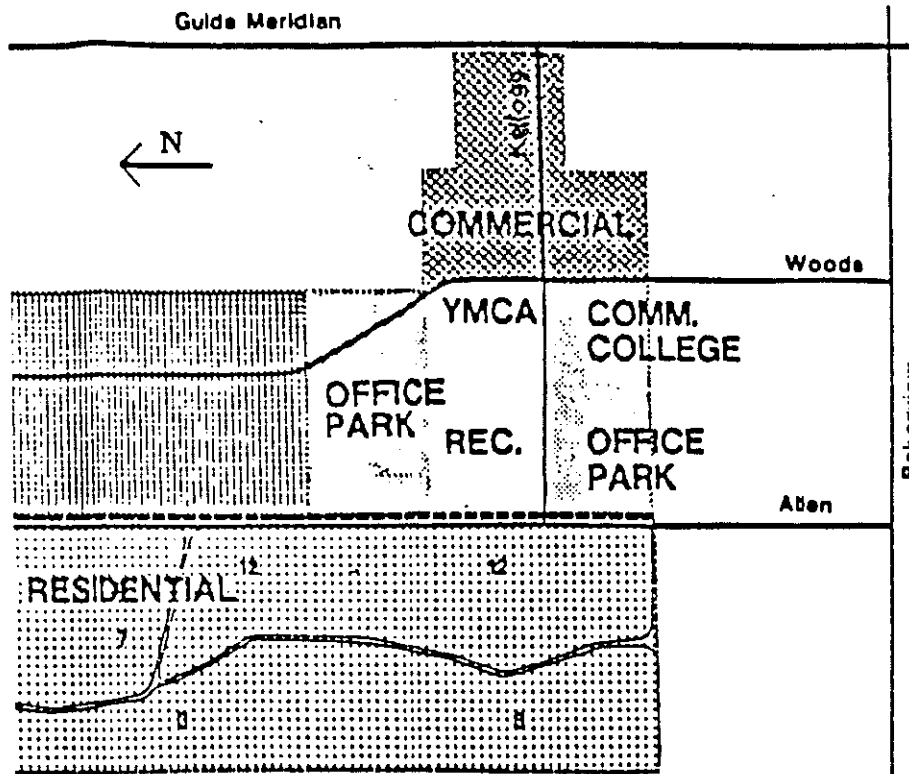 Guide Meridian
Kellogg
N
COMMERCIAL
Woods
YMCA
COMM.
COLLEGE
OFFICE
PARK
REC.
OFFICE
PARK
Allen
12
12
RESIDENTIAL
7